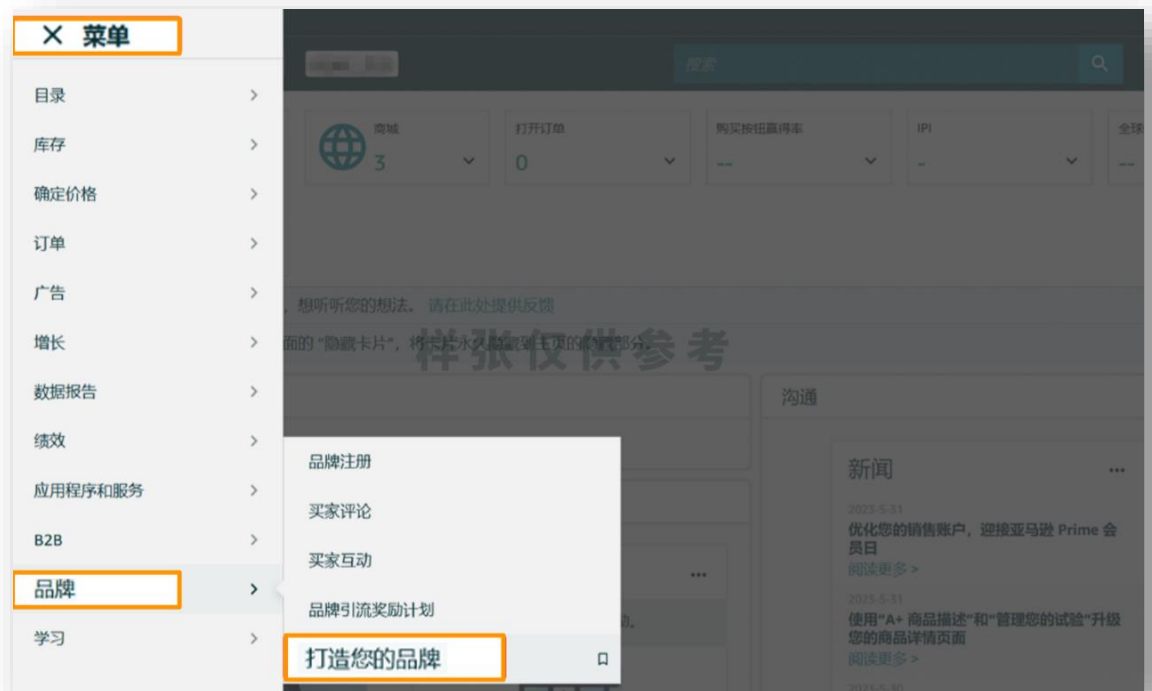 菜单
目录
库存
确定价格
订单
广告
增长
数据报告
绩效
应用程序和服务
B2B
品牌
学习
品牌注册
买家评论
买家互动
品牌引流奖励计划
打造您的品牌
搜索
商城
3
打开订单
0
购买按钮赢得率
--
IPI
-
全球
--
，想听听您的想法。 请在此处提供反馈
面的“隐藏卡片”，将卡片永久隐藏到主页的隐藏部分。
样张仅供参考
沟通
新闻
2023-5-31
优化您的销售账户，迎接亚马逊 Prime 会
员日
阅读更多 >
2023-5-31
使用“A+ 商品描述”和“管理您的试验”升级
您的商品详情页面
阅读更多 >